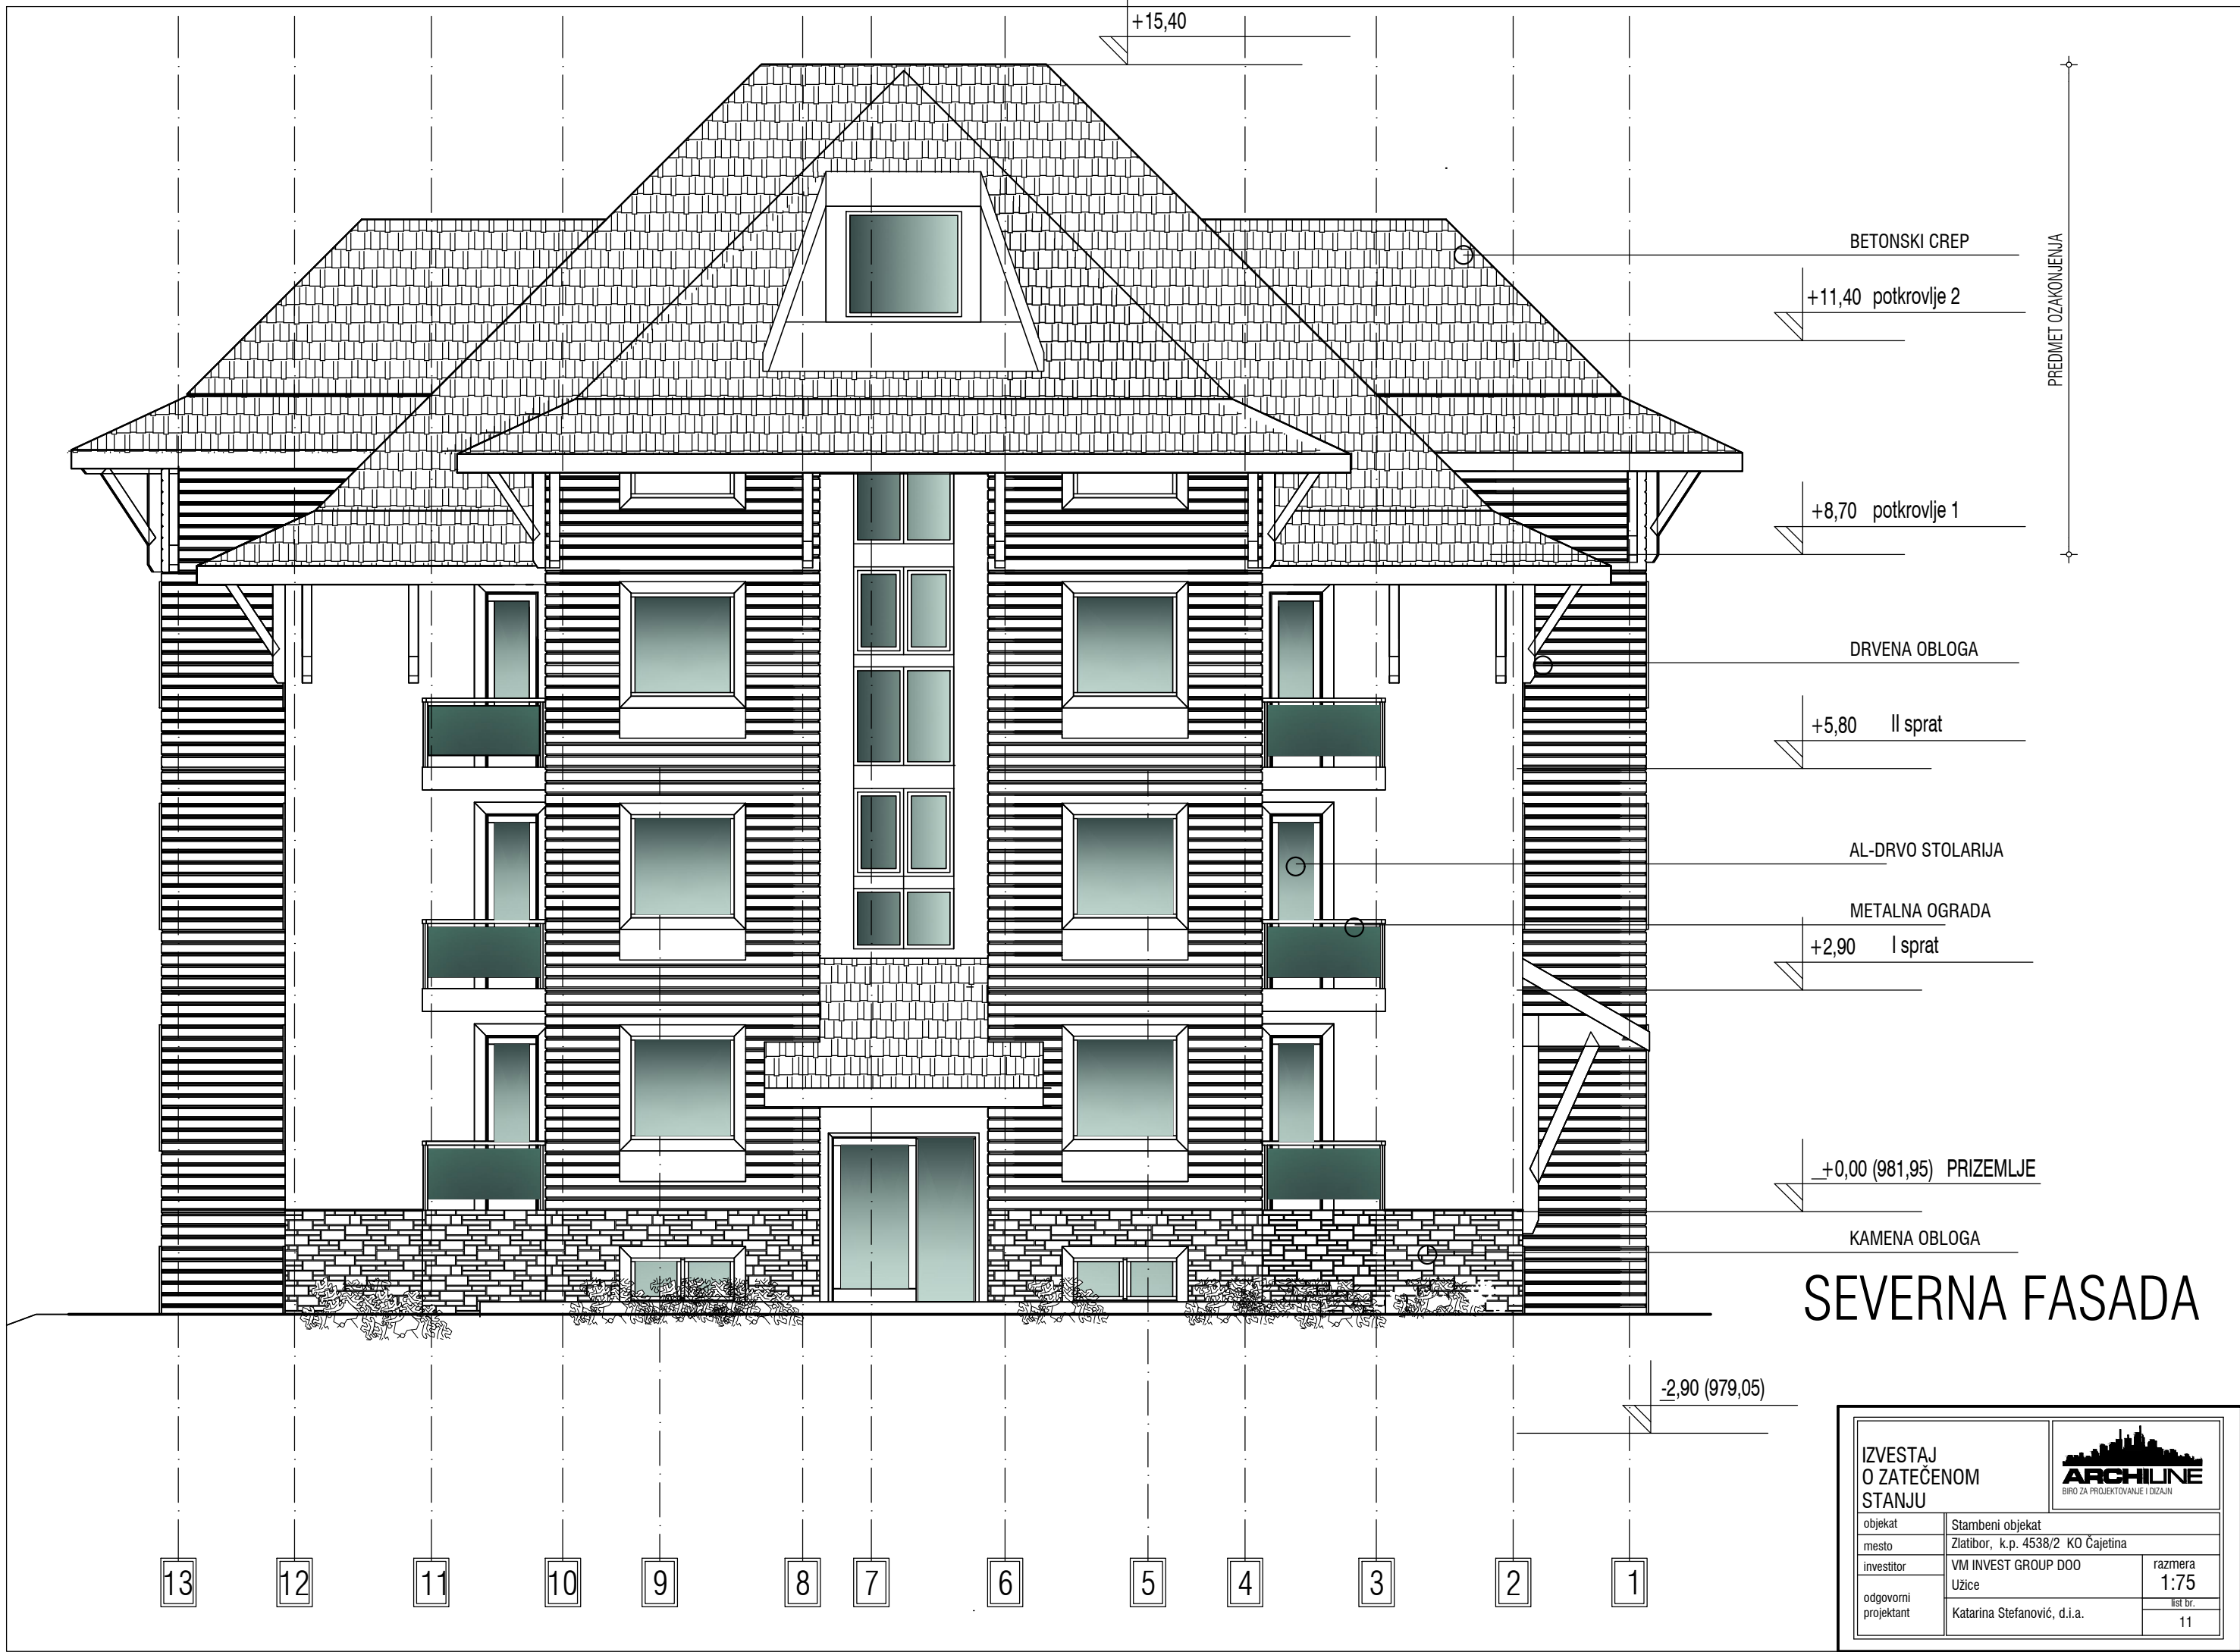 +15,40
BETONSKI CREP
PREDMET OZAKONJENJA
+11,40 potkrovlje 2
+8,70 potkrovlje 1
DRVENA OBLOGA
+5,80 II sprat
AL-DRVO STOLARIJA
METALNA OGRADA
+2,90 I sprat
+0,00 (981,95) PRIZEMLJE
KAMENA OBLOGA
SEVERNA FASADA
-2,90 (979,05)
13 12 11 10 9 8 7 6 5 4 3 2 1
IZVESTAJ
O ZATEČENOM
STANJU
ARCHILINE
BIRO ZA PROJEKTOVANJE I DIZAJN
objekat Stambeni objekat
mesto Zlatibor, k.p. 4538/2 KO Čajetina
investitor VM INVEST GROUP DOO
Užice
razmera
1:75
odgovorni
projektant
Katarina Stefanović, d.i.a.
list br.
11